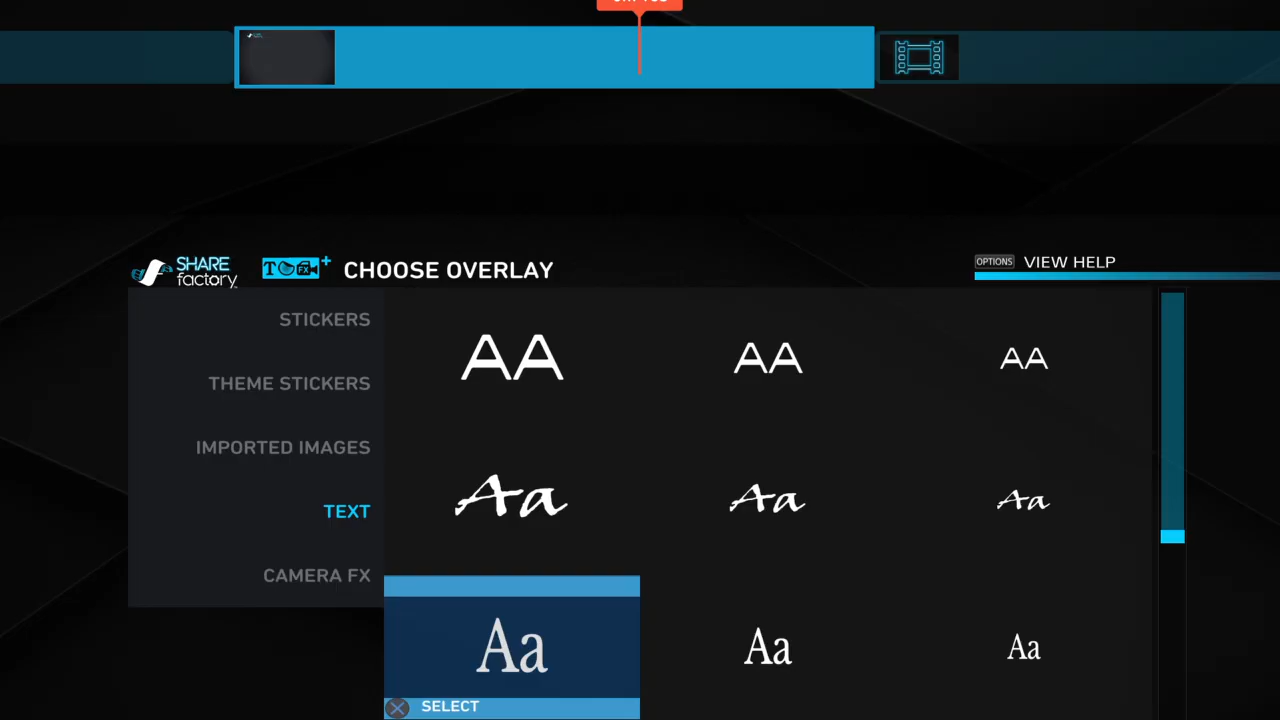 SHARE
factory
T FX +
CHOOSE OVERLAY
OPTIONS VIEW HELP
STICKERS
THEME STICKERS
IMPORTED IMAGES
TEXT
CAMERA FX
AA AA AA
Aa Aa Aa
Aa Aa Aa
SELECT